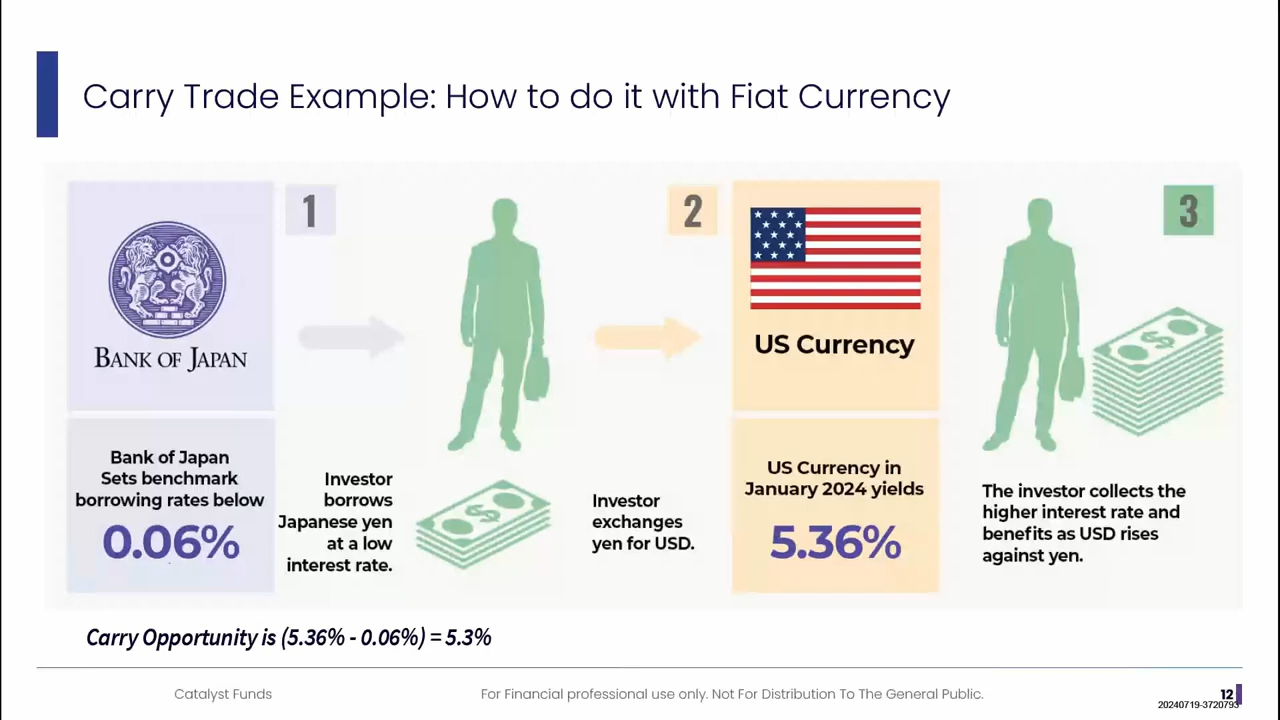 Carry Trade Example: How to do it with Fiat Currency
BANK OF JAPAN
Bank of Japan
Sets benchmark
borrowing rates below
0.06%
1
Investor
borrows
Japanese yen
at a low
interest rate.
2
Investor
exchanges
yen for USD.
US Currency
US Currency in
January 2024 yields
5.36%
3
The investor collects the
higher interest rate and
benefits as USD rises
against yen.
Carry Opportunity is (5.36% - 0.06%) = 5.3%
Catalyst Funds
For Financial professional use only. Not For Distribution To The General Public.
12
20240719-3720793